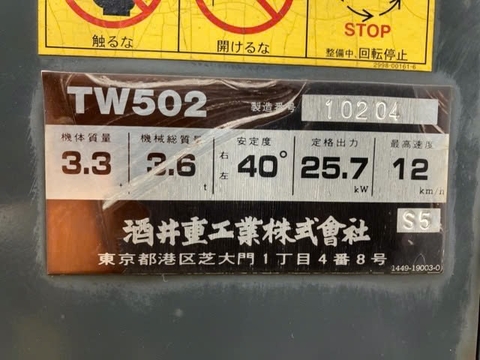 触るな
開けるな
STOP
整備中、回転停止
2998-00161-6
TW502 製造番号 10204
機体質量 機械総質量 安定度 定格出力 最高速度
3.3 t 3.6 t 右左 40° 25.7 kW 12 km/h
S5
酒井重工業株式會社
東京都港区芝大門1丁目4番8号
1449-19003-0